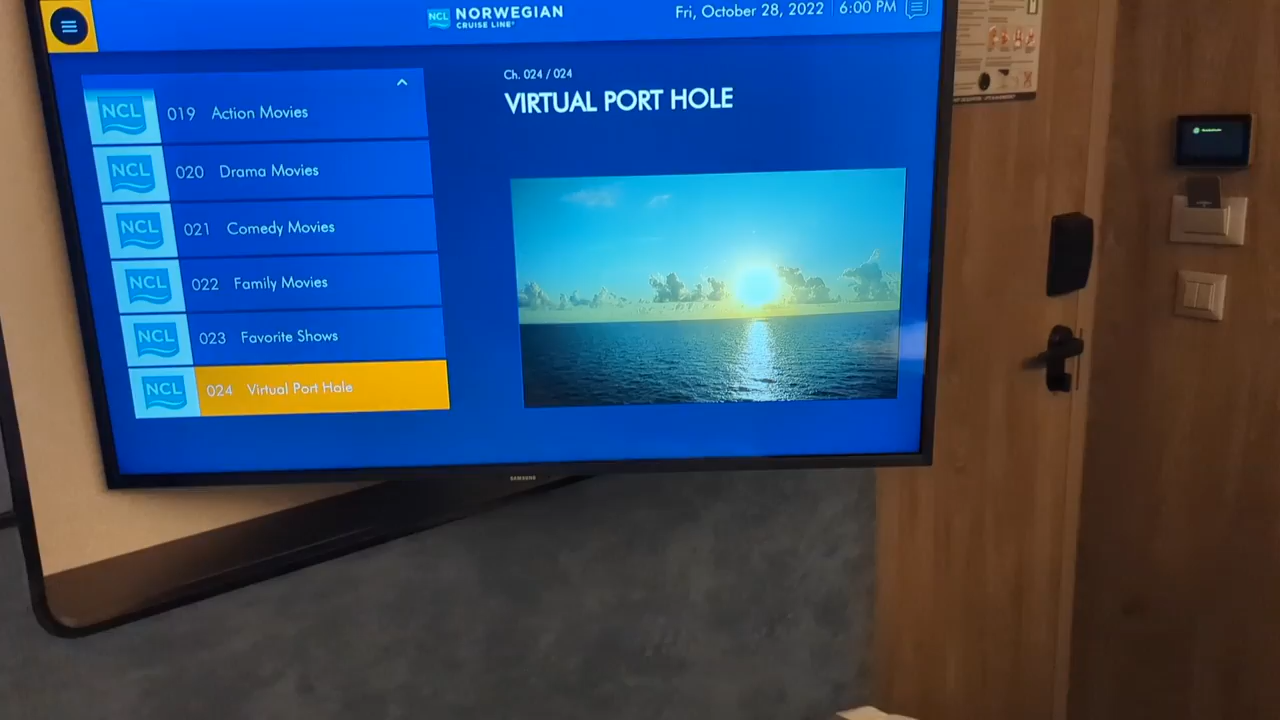 NCL NORWEGIAN
CRUISE LINE
Fri, October 28, 2022 6:00 PM
Ch. 024 / 024
VIRTUAL PORT HOLE
NCL 019 Action Movies
NCL 020 Drama Movies
NCL 021 Comedy Movies
NCL 022 Family Movies
NCL 023 Favorite Shows
NCL 024 Virtual Port Hole
SAMSUNG